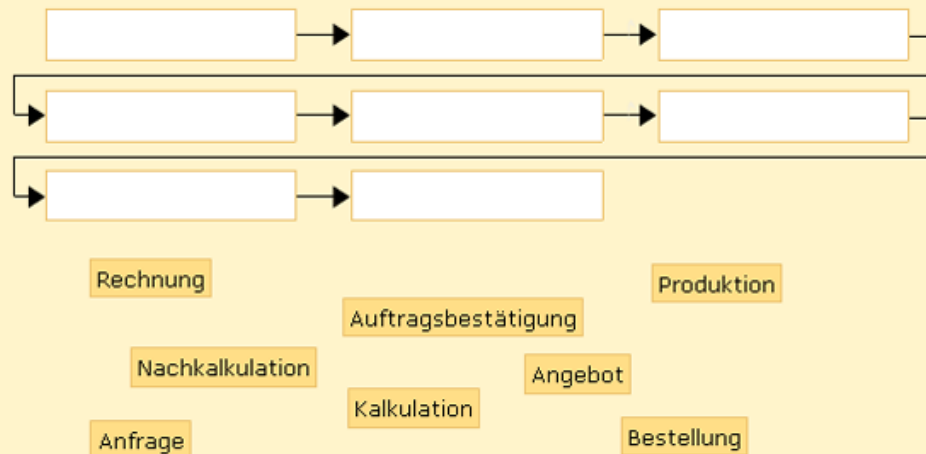 Rechnung
Produktion
Auftragsbestätigung
Nachkalkulation
Angebot
Kalkulation
Anfrage
Bestellung